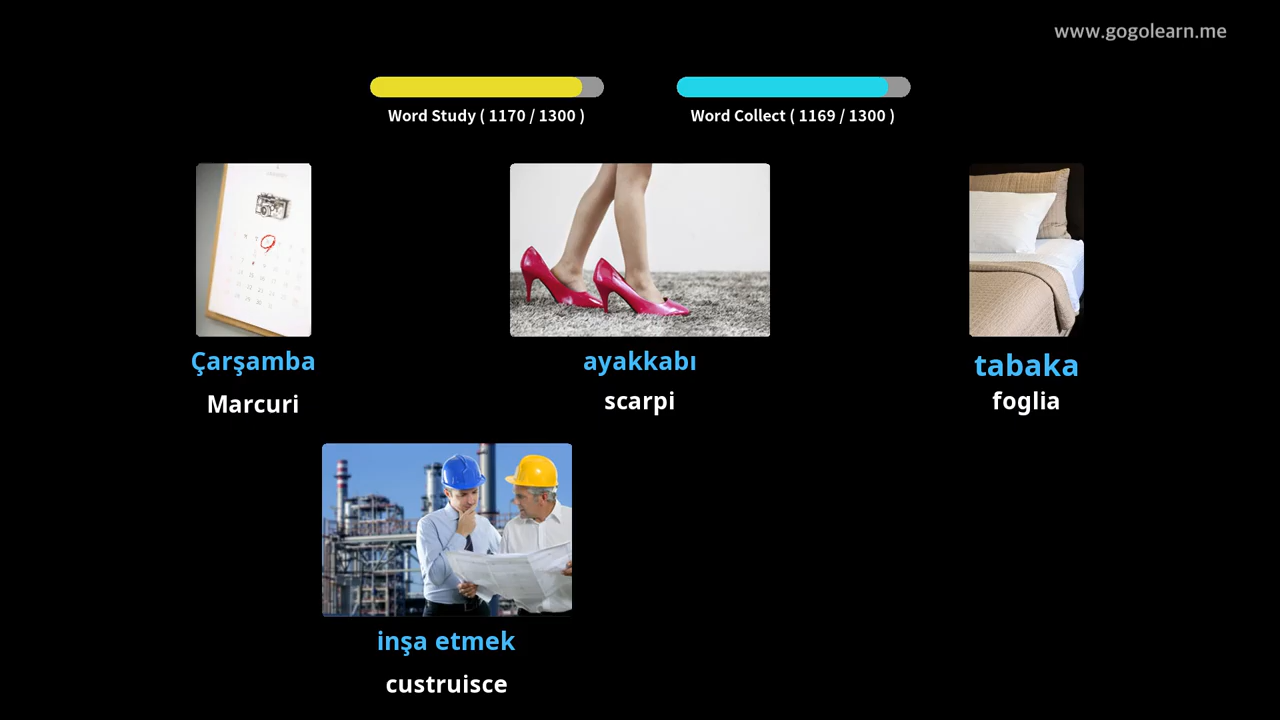 www.gogolearn.me
Word Study ( 1170 / 1300 )
Word Collect ( 1169 / 1300 )
Çarşamba
ayakkabı
tabaka
Marcuri
scarpi
foglia
inşa etmek
custruisce